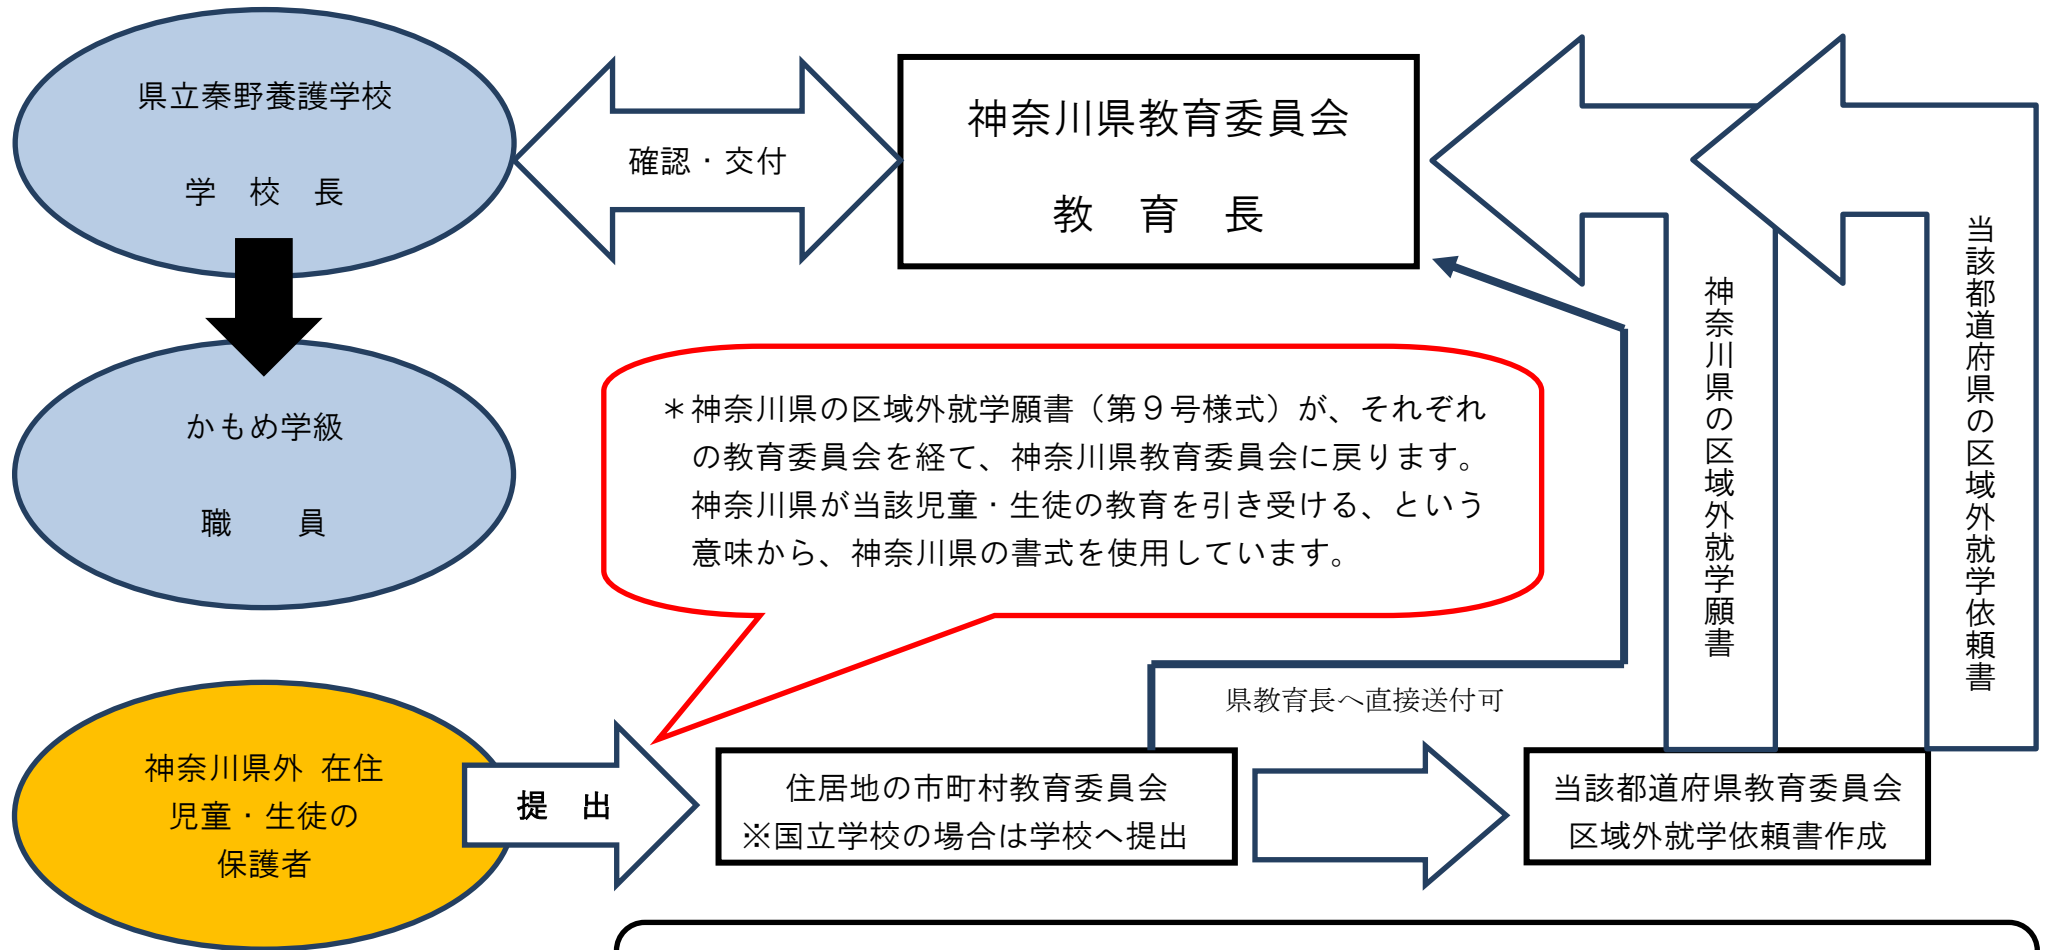 県立秦野養護学校
学　校　長
確認・交付
神奈川県教育委員会
教　育　長
かもめ学級
職　　員
＊神奈川県の区域外就学願書（第９号様式）が、それぞれ
の教育委員会を経て、神奈川県教育委員会に戻ります。
神奈川県が当該児童・生徒の教育を引き受ける、という
意味から、神奈川県の書式を使用しています。
神奈川県の区域外就学願書
当該都道府県の区域外就学依頼書
県教育長へ直接送付可
神奈川県外 在住
児童・生徒の
保護者
提　出
住居地の市町村教育委員会
※国立学校の場合は学校へ提出
当該都道府県教育委員会
区域外就学依頼書作成